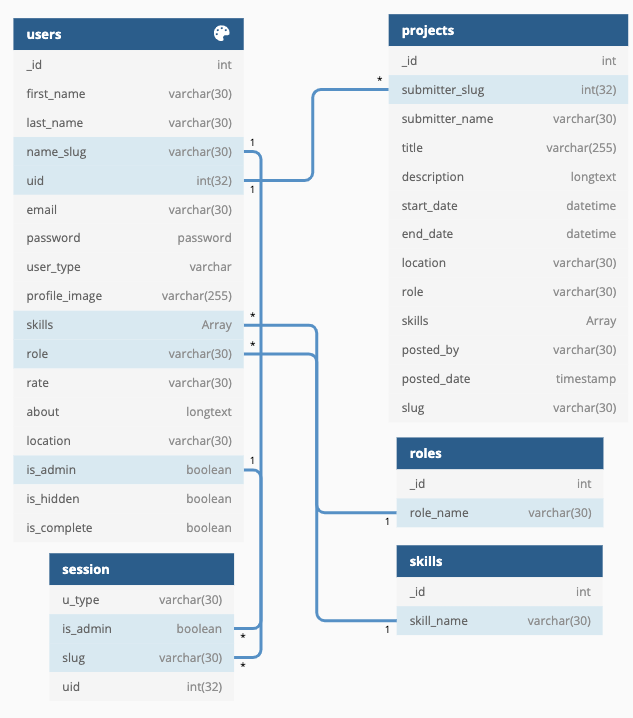 users
_id int
first_name varchar(30)
last_name varchar(30)
name_slug varchar(30)
1
uid int(32)
1
email varchar(30)
password password
user_type varchar
profile_image varchar(255)
skills Array
*
role varchar(30)
*
rate varchar(30)
about longtext
location varchar(30)
is_admin boolean
1
is_hidden boolean
is_complete boolean
session
u_type varchar(30)
is_admin boolean
*
slug varchar(30)
*
uid int(32)
projects
_id int
*
submitter_slug int(32)
submitter_name varchar(30)
title varchar(255)
description longtext
start_date datetime
end_date datetime
location varchar(30)
role varchar(30)
skills Array
posted_by varchar(30)
posted_date timestamp
slug varchar(30)
roles
_id int
role_name varchar(30)
1
skills
_id int
skill_name varchar(30)
1